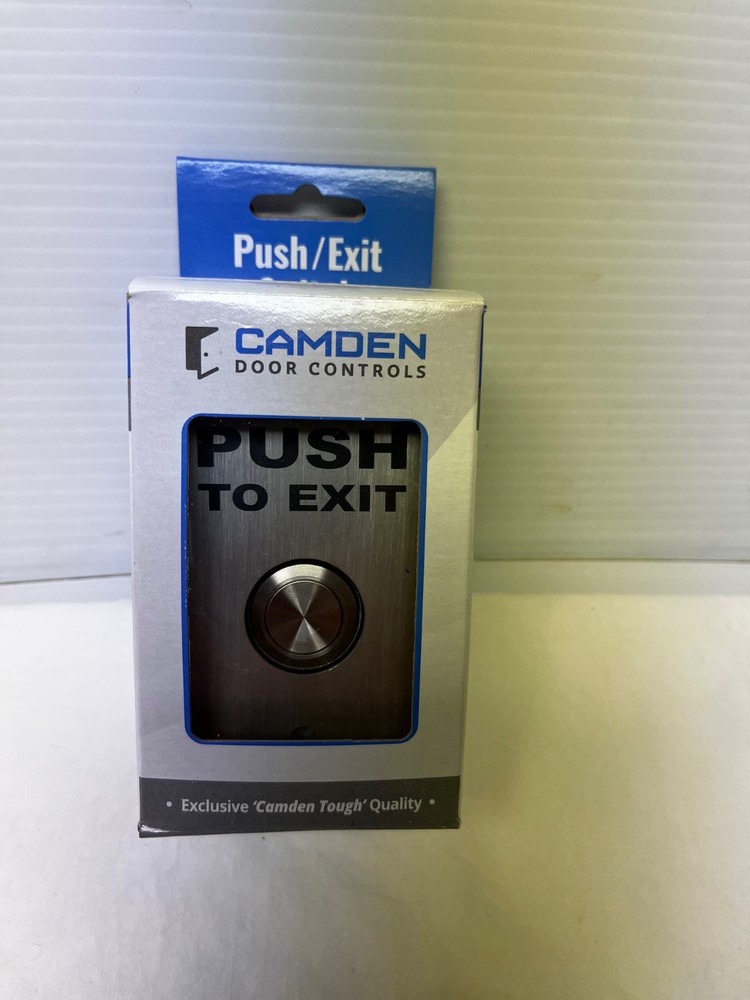 Push/Exit
CAMDEN
DOOR CONTROLS
PUSH
TO EXIT
• Exclusive ‘Camden Tough’ Quality •